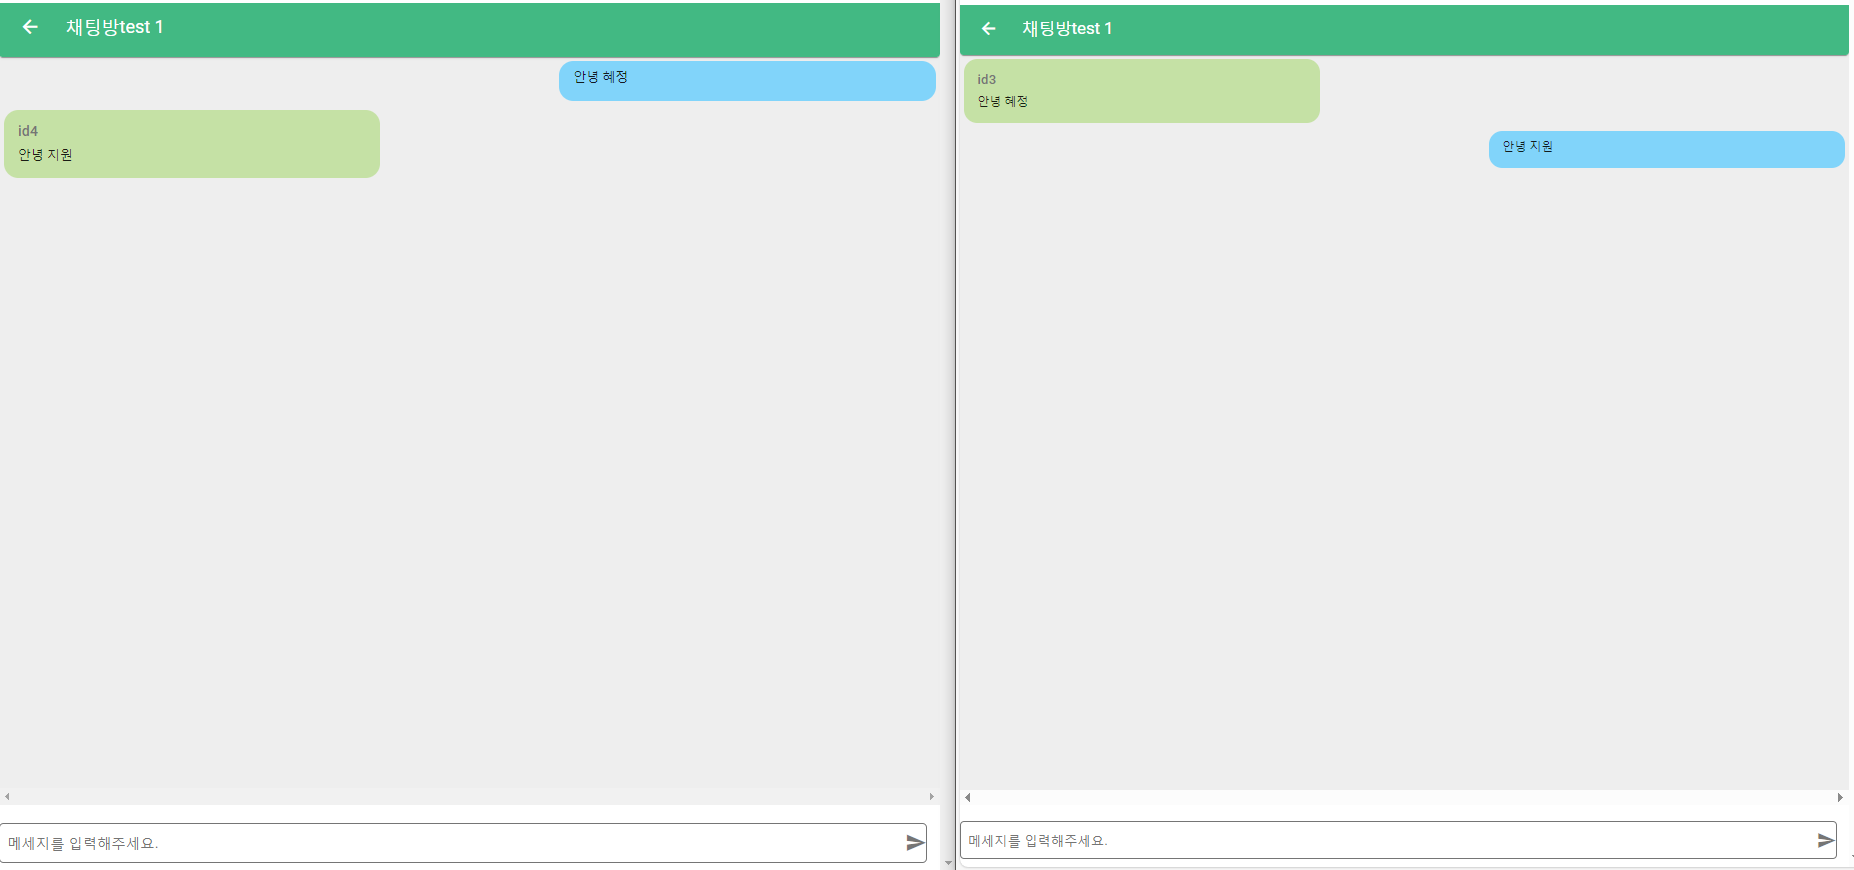 채팅방test 1
안녕 혜정
id4
안녕 지원
메세지를 입력해주세요.
채팅방test 1
id3
안녕 혜정
안녕 지원
메세지를 입력해주세요.